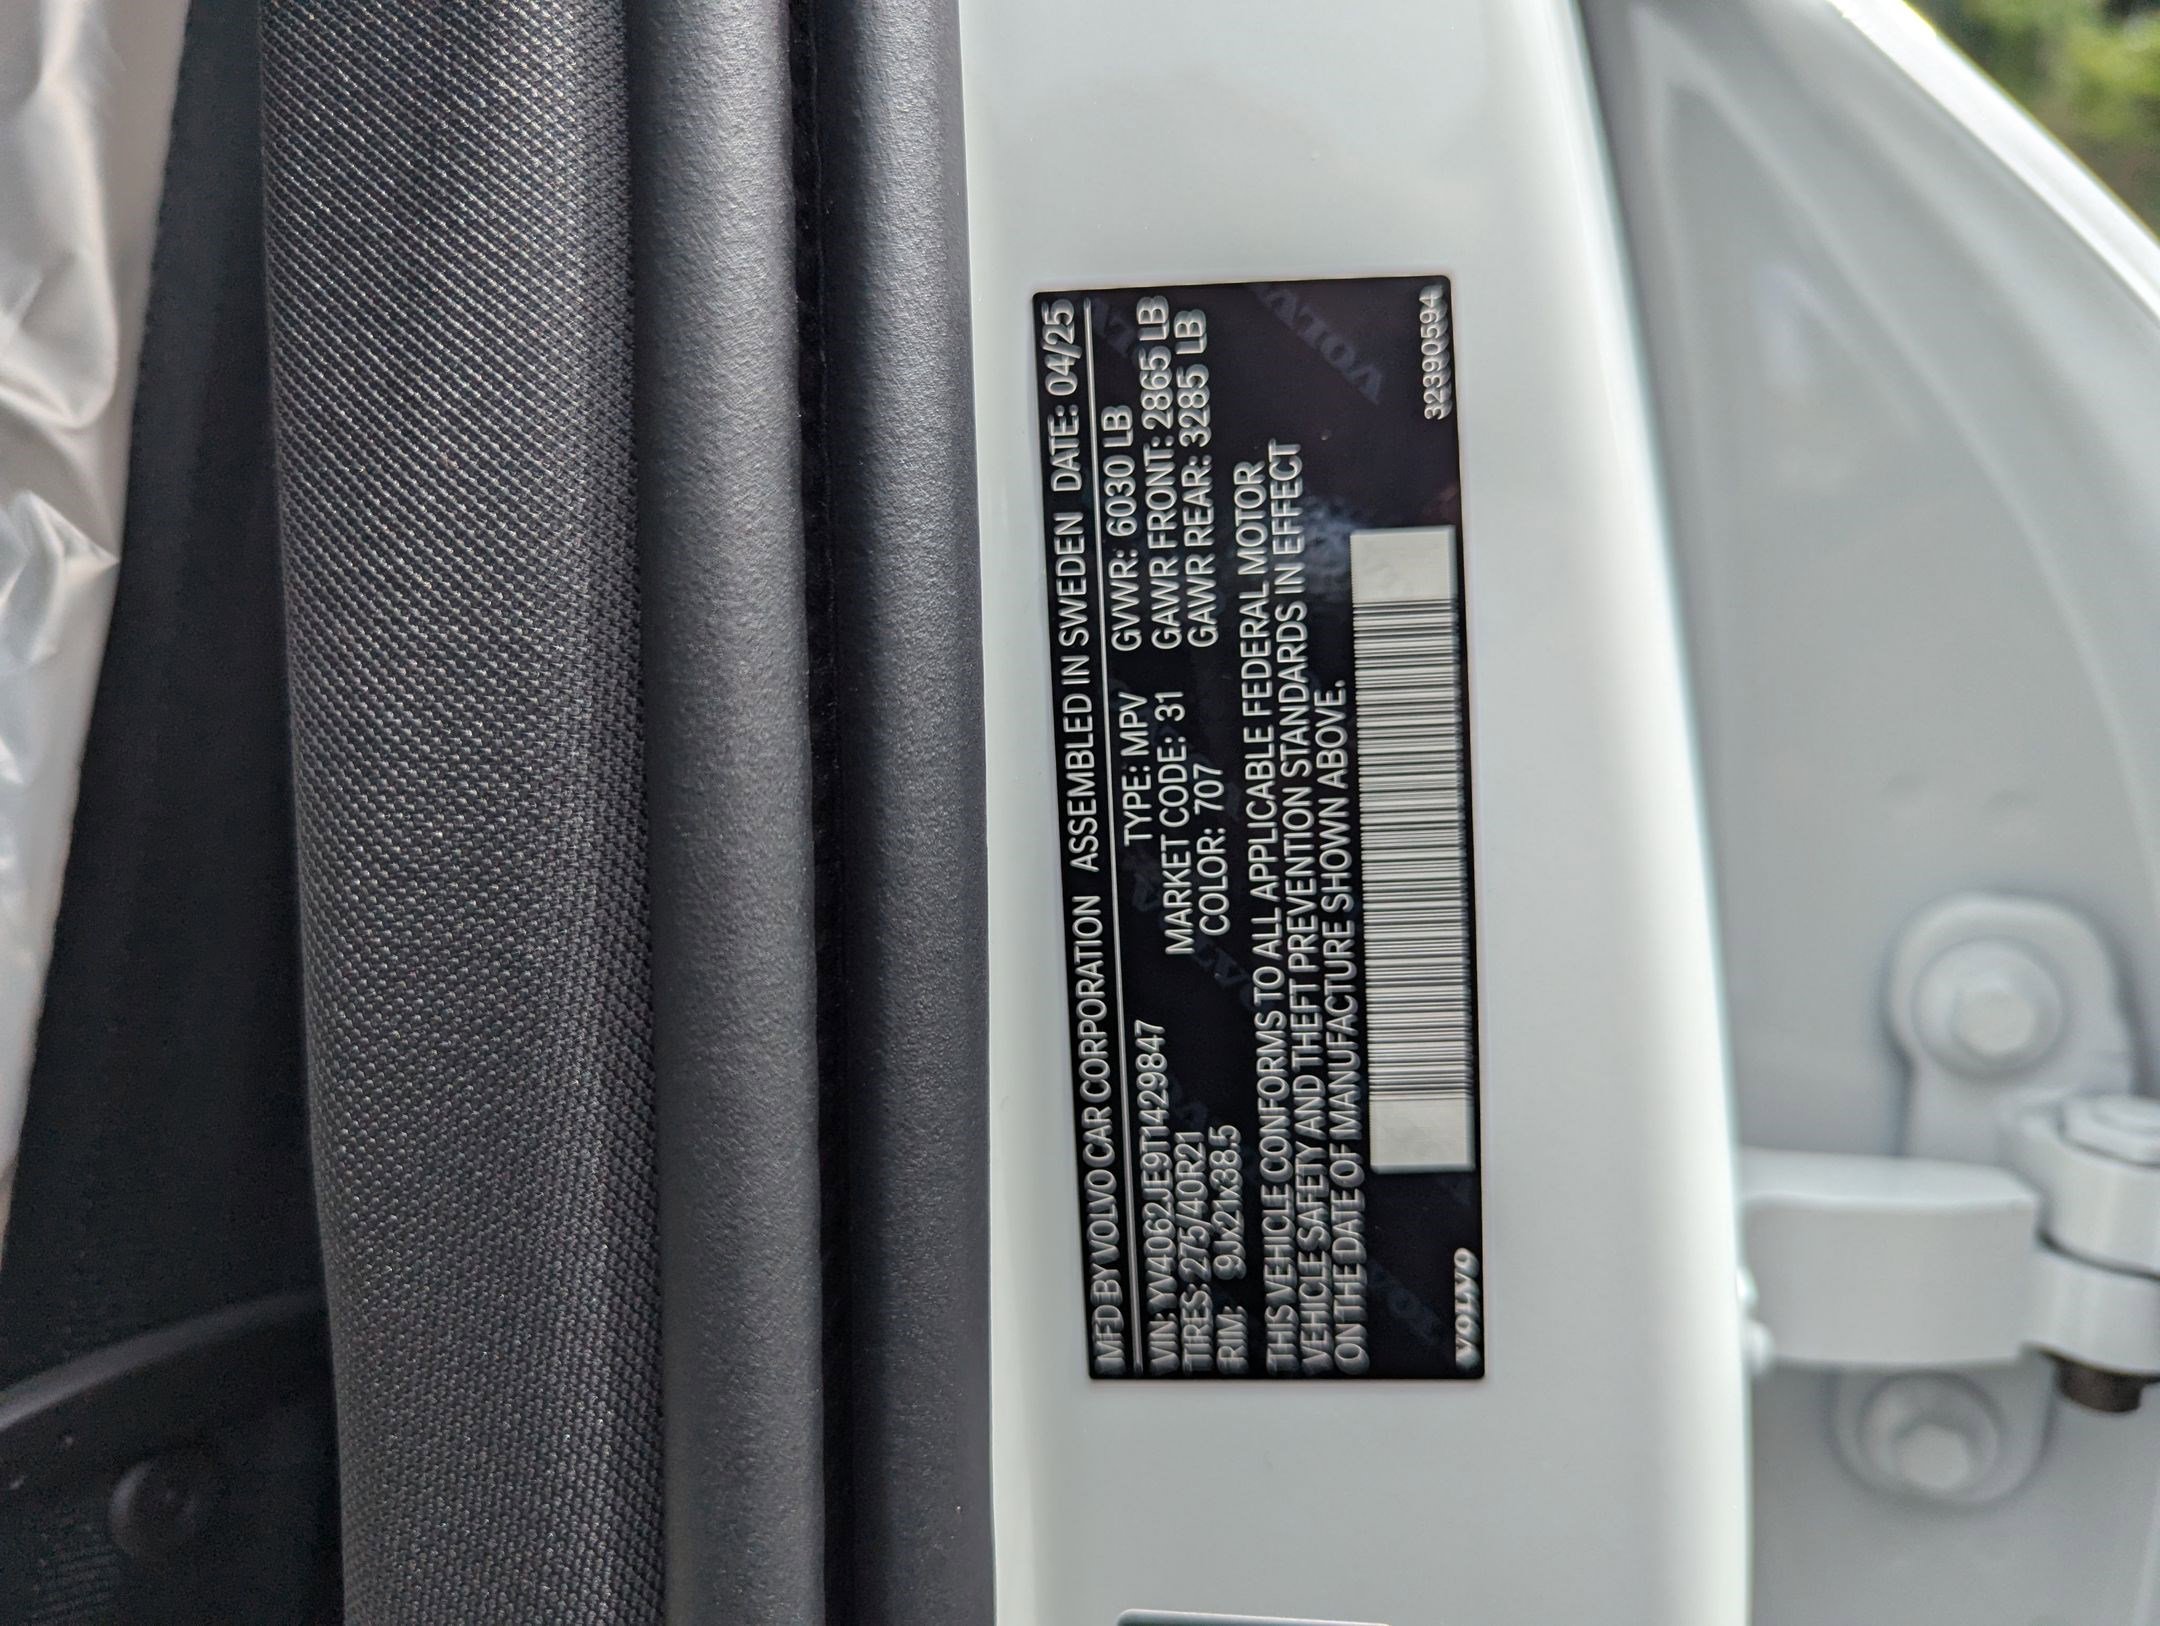 MFD BY VOLVO CAR CORPORATION ASSEMBLED IN SWEDEN DATE: 04/25
VIN: YV4062JE9T1429847 TYPE: MPV GVWR: 6030 LB
TIRES: 275/40R21 MARKET CODE: 31 GAWR FRONT: 2865 LB
RIM: 9Jx21x38.5 COLOR: 707 GAWR REAR: 3285 LB
THIS VEHICLE CONFORMS TO ALL APPLICABLE FEDERAL MOTOR
VEHICLE SAFETY AND THEFT PREVENTION STANDARDS IN EFFECT
ON THE DATE OF MANUFACTURE SHOWN ABOVE.
VOLVO 32390594